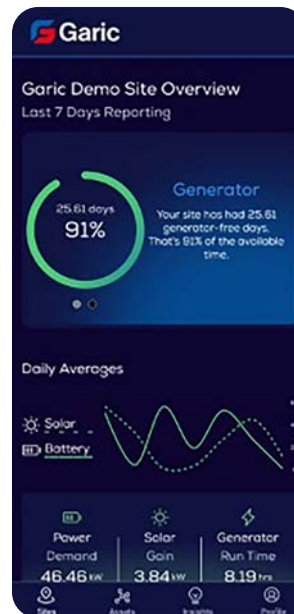 Garic
Garic Demo Site Overview
Last 7 Days Reporting
25.61 days
91%
Generator
Your site has had 25.61
generator-free days.
That's 91% of the available
time.
Daily Averages
Solar
Battery
Power
Demand
46.46 kw
Solar
Gain
3.84 kw
Generator
Run Time
8.19 hrs
Sites
Assets
Insights
Profile